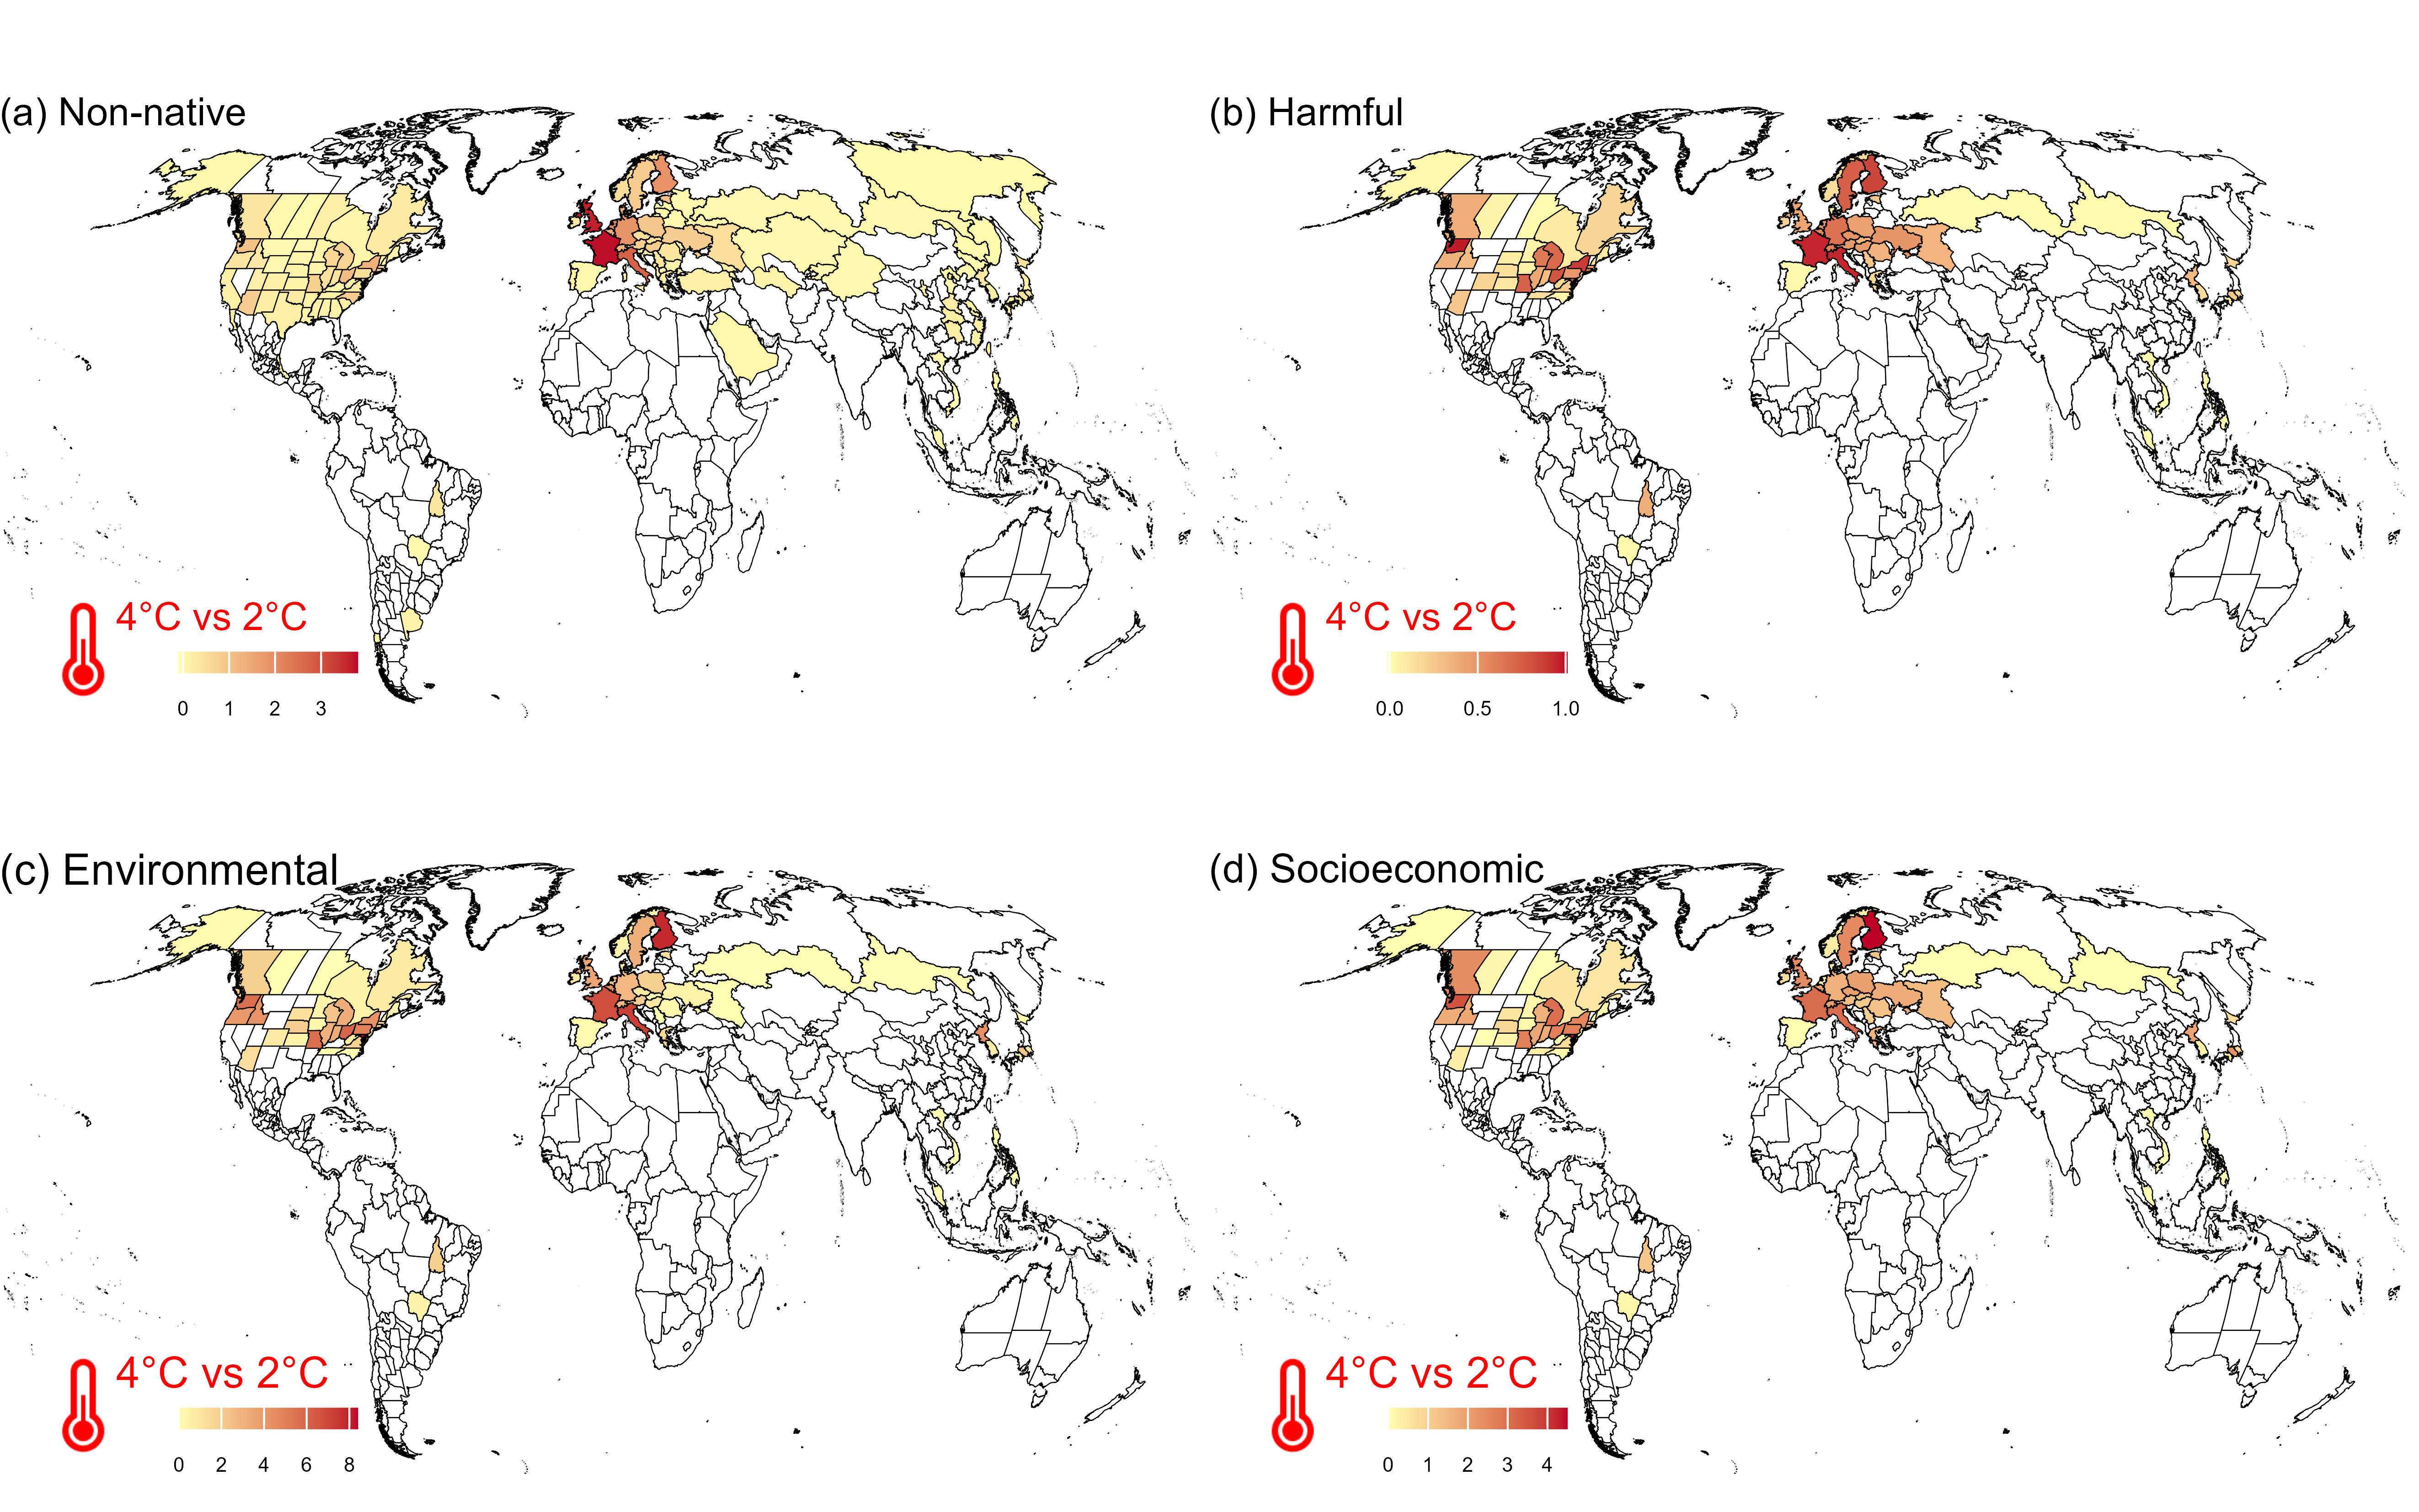 (a) Non-native
(b) Harmful
4°C vs 2°C
0 1 2 3
4°C vs 2°C
0.0 0.5 1.0
(c) Environmental
(d) Socioeconomic
4°C vs 2°C
0 2 4 6 8
4°C vs 2°C
0 1 2 3 4